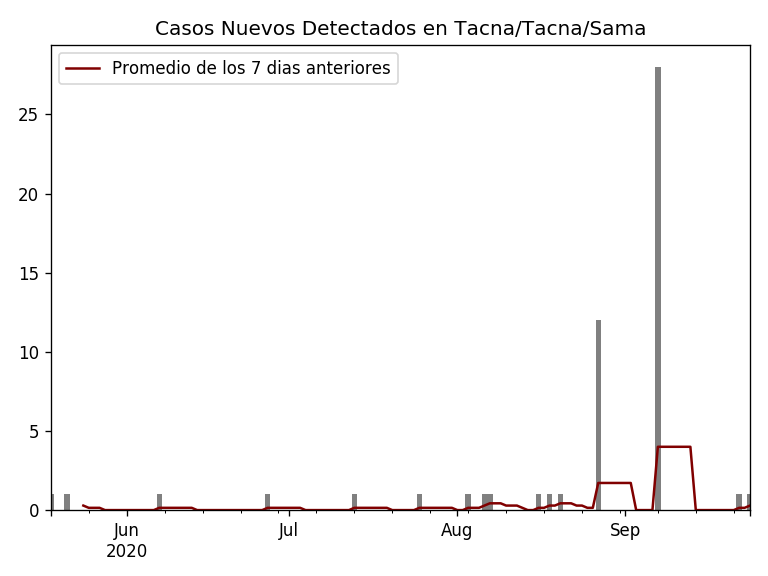 Casos Nuevos Detectados en Tacna/Tacna/Sama
Promedio de los 7 dias anteriores
25
20
15
10
5
0
Jun
2020
Jul
Aug
Sep